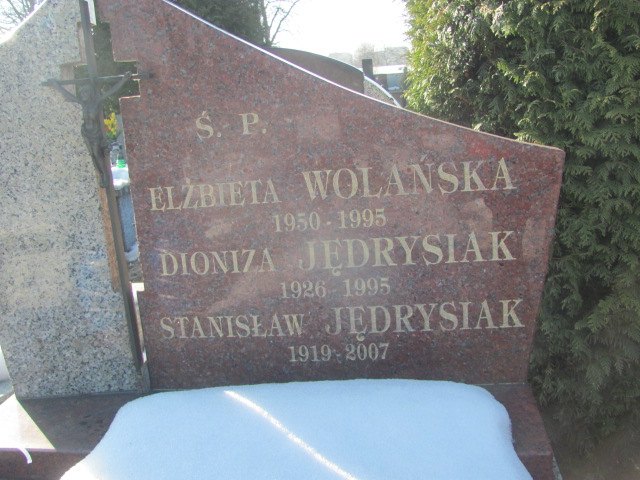 Ś. P.
ELŻBIETA WOLAŃSKA
1950 - 1995
DIONIZA JĘDRYSIAK
1926 1995
STANISŁAW JĘDRYSIAK
1919 - 2007